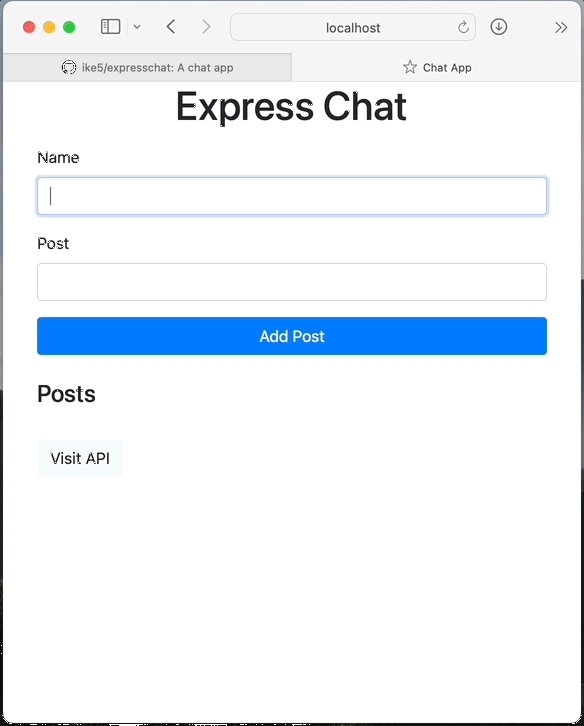 localhost
ike5/expresschat: A chat app
Chat App
Express Chat
Name
Post
Add Post
Posts
Visit API